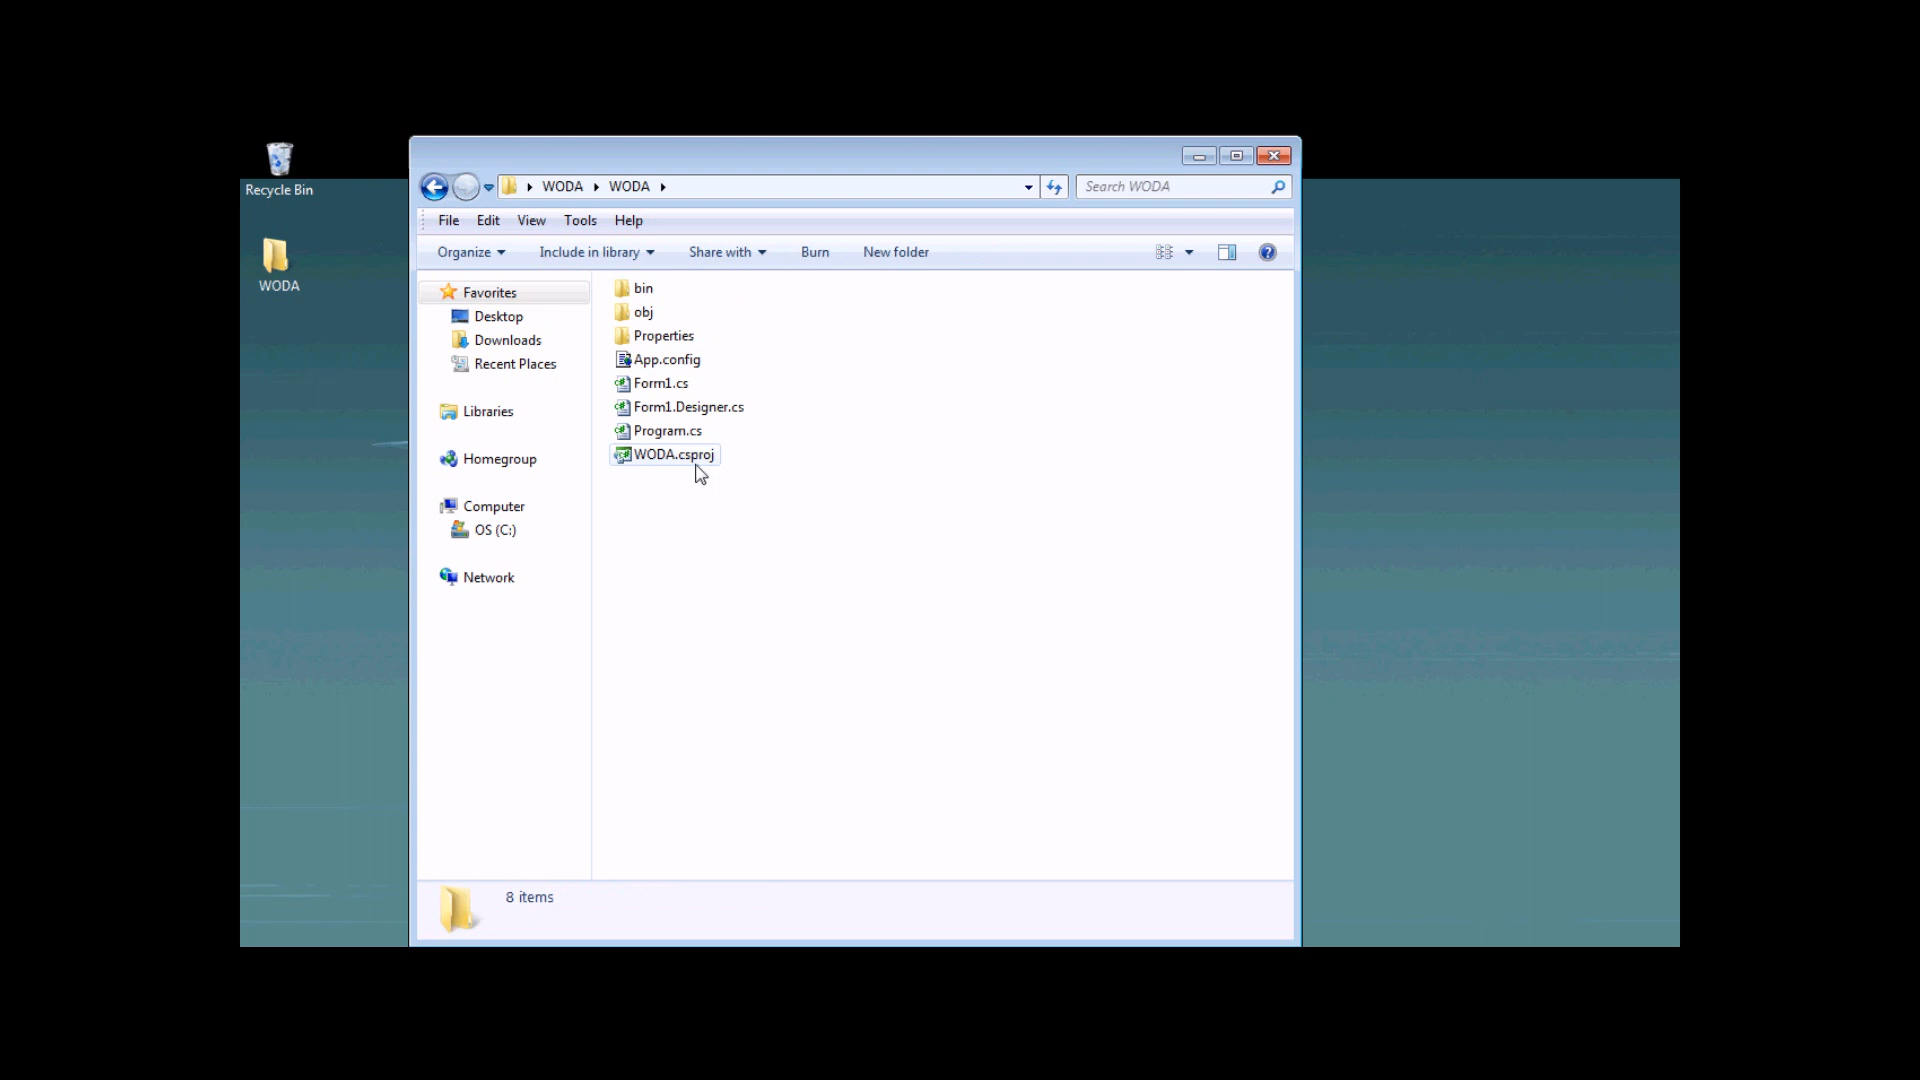 Recycle Bin
WODA
WODA WODA
Search WODA
File Edit View Tools Help
Organize Include in library Share with Burn New folder
Favorites
Desktop
Downloads
Recent Places
Libraries
Homegroup
Computer
OS (C:)
Network
bin
obj
Properties
App.config
Form1.cs
Form1.Designer.cs
Program.cs
WODA.csproj
8 items